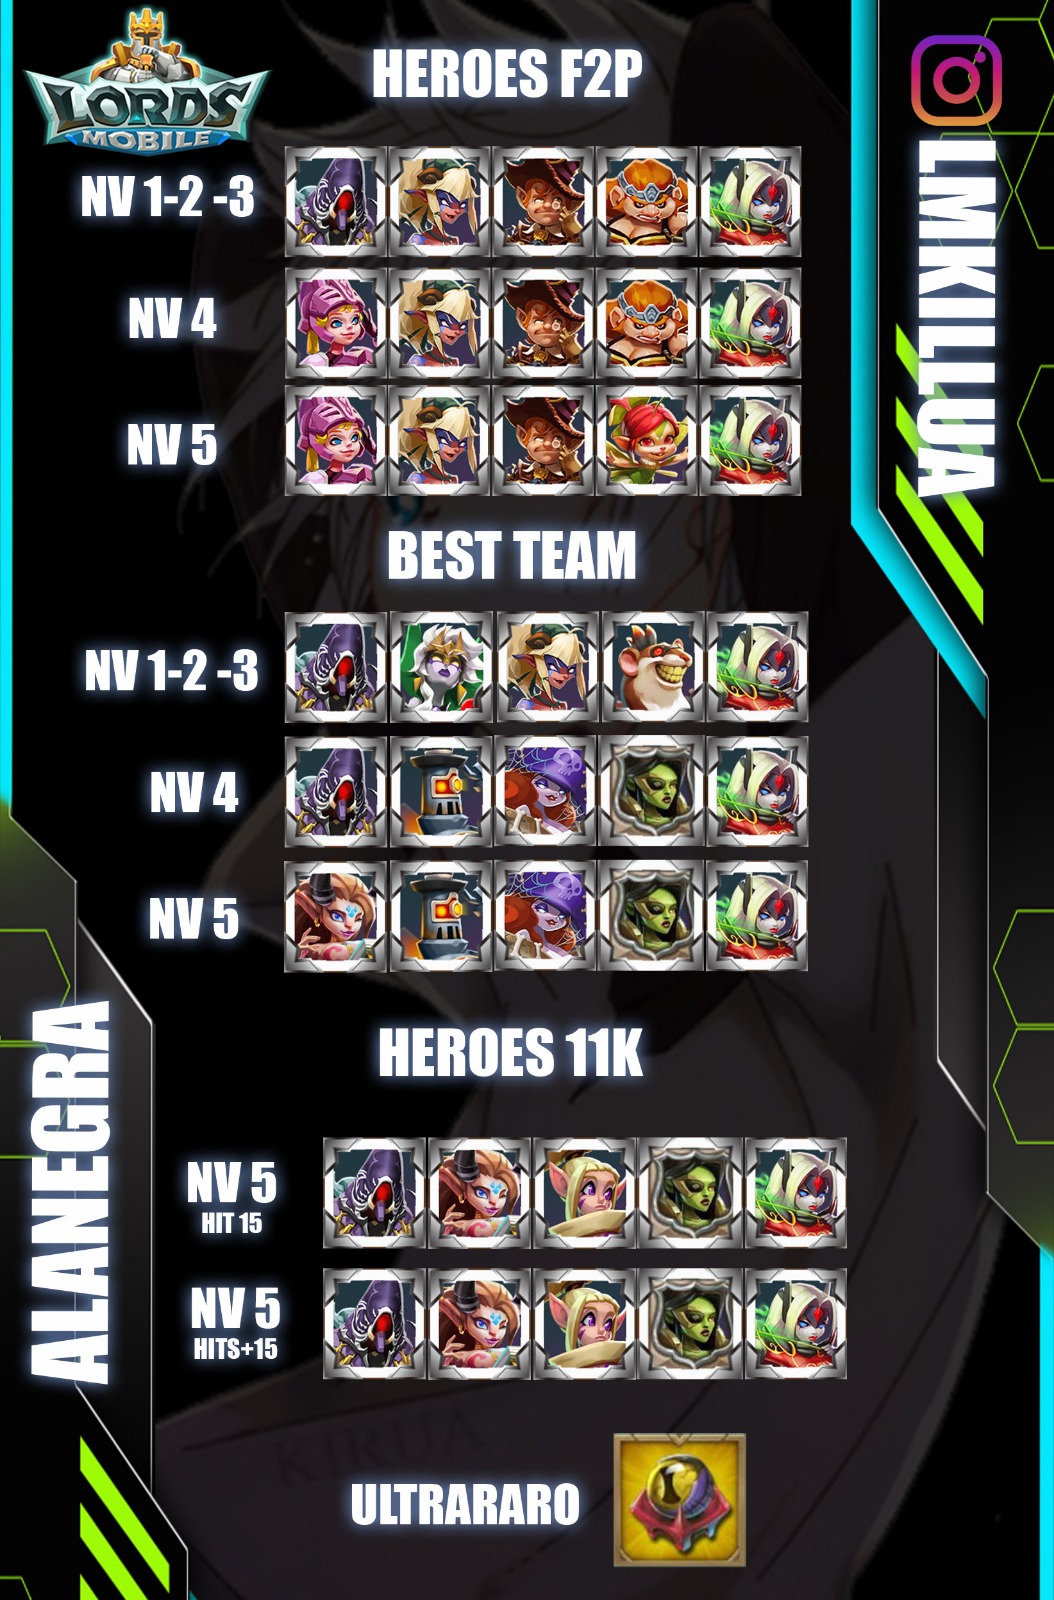 LORDS
MOBILE
HEROES F2P
NV 1-2 -3
NV 4
NV 5
LMKILLUA
BEST TEAM
NV 1-2 -3
NV 4
NV 5
ALANEGRA
HEROES 11K
NV 5
HIT 15
NV 5
HITS+15
KIRUA
ULTRARARO